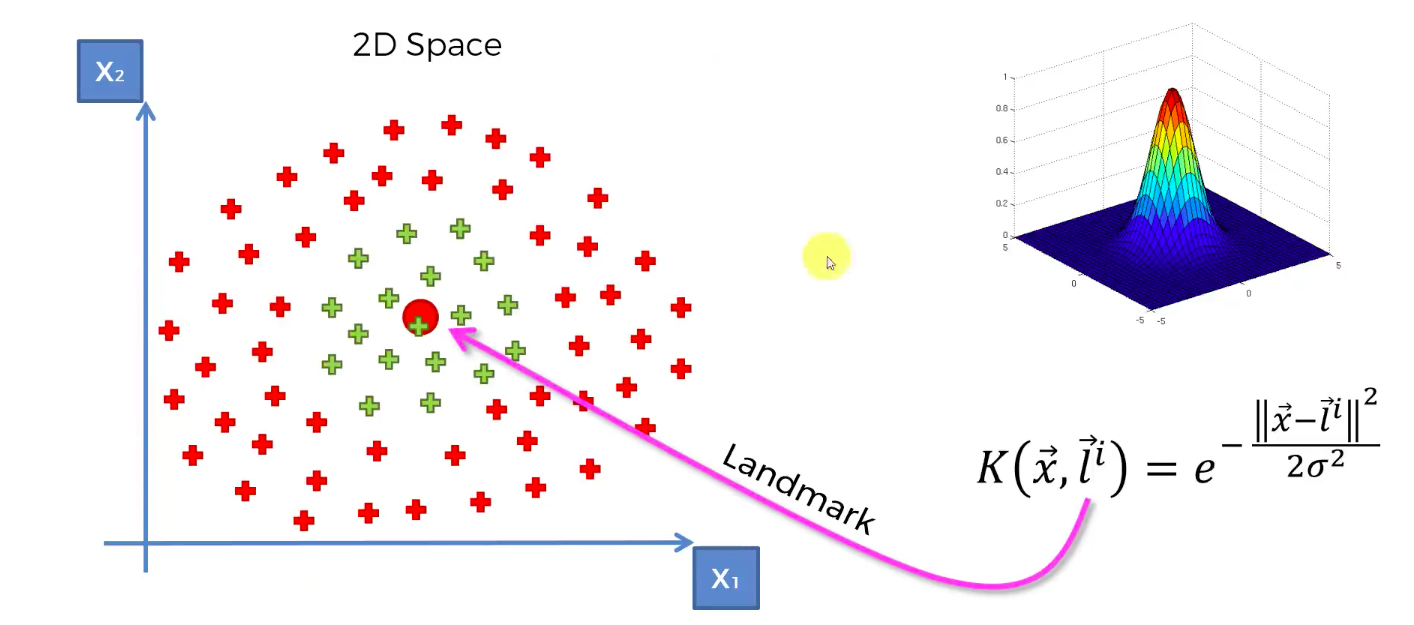 2D Space
X₂
1
0.8
0.6
0.4
0.2
0
5
0
-5
-5
0
5
K(x⃗, l⃗ⁱ) = e^(-‖x⃗-l⃗ⁱ‖²/2σ²)
Landmark
X₁